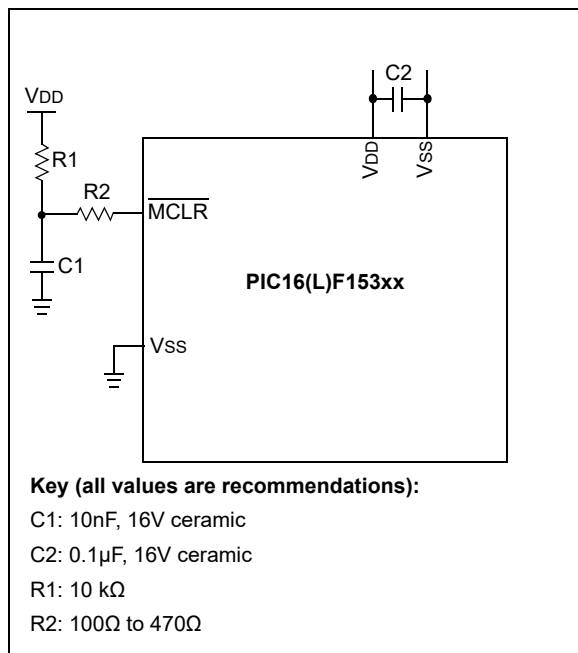 C2
VDD
R1
R2
C1
MCLR
VDD
VSS
PIC16(L)F153xx
VSS
Key (all values are recommendations):
C1: 10nF, 16V ceramic
C2: 0.1µF, 16V ceramic
R1: 10 kΩ
R2: 100Ω to 470Ω